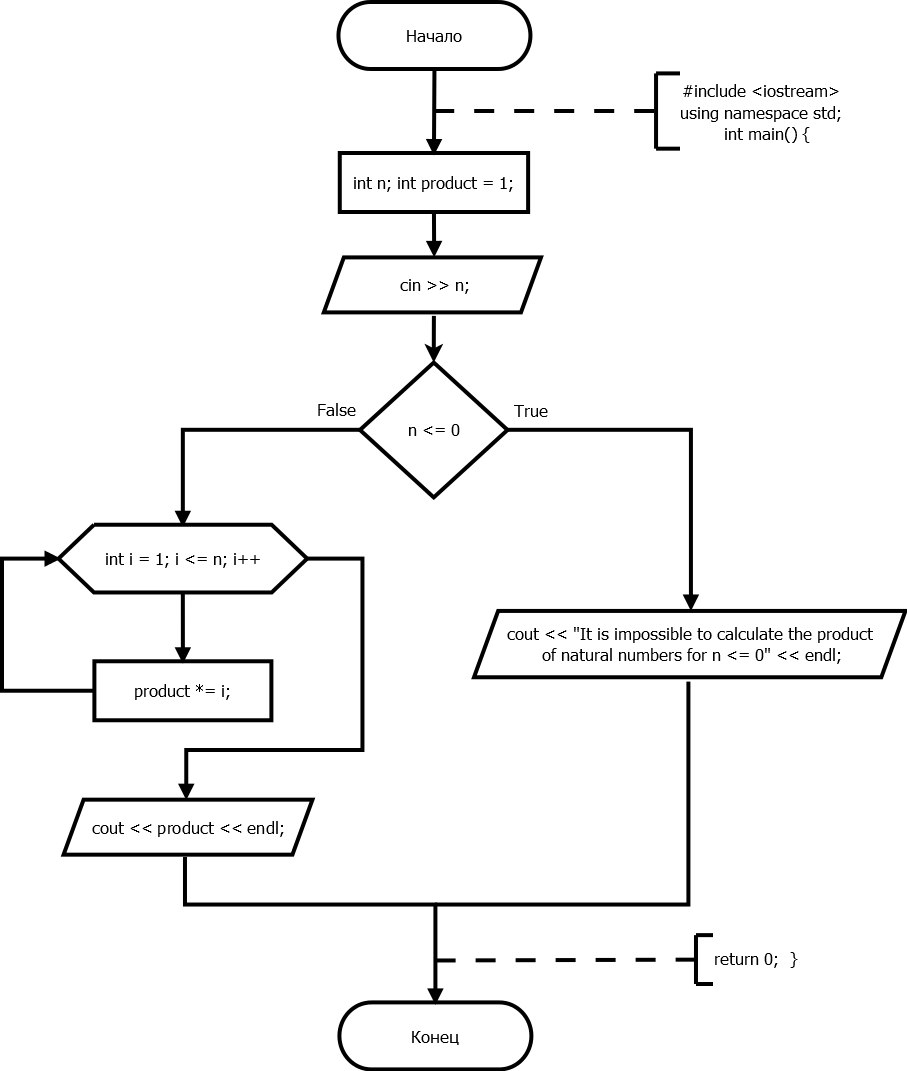 Начало
#include <iostream>
using namespace std;
int main() {
int n; int product = 1;
cin >> n;
False
True
n <= 0
int i = 1; i <= n; i++
cout << "It is impossible to calculate the product
of natural numbers for n <= 0" << endl;
product *= i;
cout << product << endl;
return 0;  }
Конец